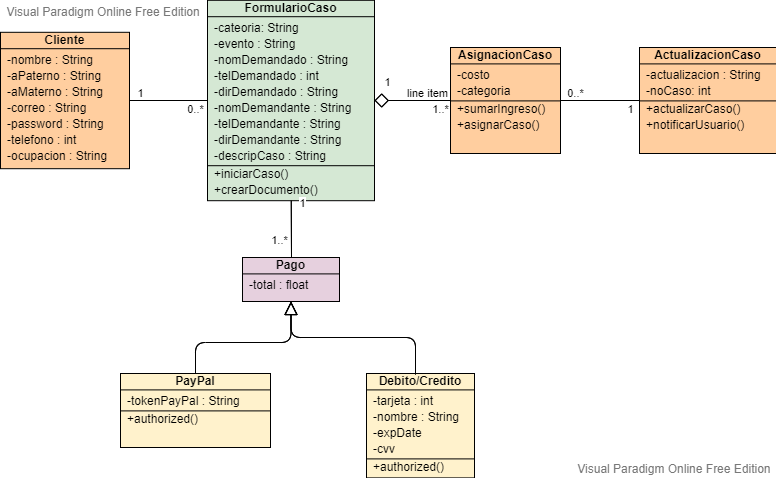 Visual Paradigm Online Free Edition
Cliente
-nombre : String
-aPaterno : String
-aMaterno : String
-correo : String
-password : String
-telefono : int
-ocupacion : String
1
0..*
FormularioCaso
-cateoria: String
-evento : String
-nomDemandado : String
-telDemandado : int
-dirDemandado : String
-nomDemandante : String
-telDemandante : String
-dirDemandante : String
-descripCaso : String
+iniciarCaso()
+crearDocumento()
1
line item
1..*
AsignacionCaso
-costo
-categoria
+sumarIngreso()
+asignarCaso()
0..*
1
ActualizacionCaso
-actualizacion : String
-noCaso: int
+actualizarCaso()
+notificarUsuario()
1
1..*
Pago
-total : float
PayPal
-tokenPayPal : String
+authorized()
Debito/Credito
-tarjeta : int
-nombre : String
-expDate
-cvv
+authorized()
Visual Paradigm Online Free Edition